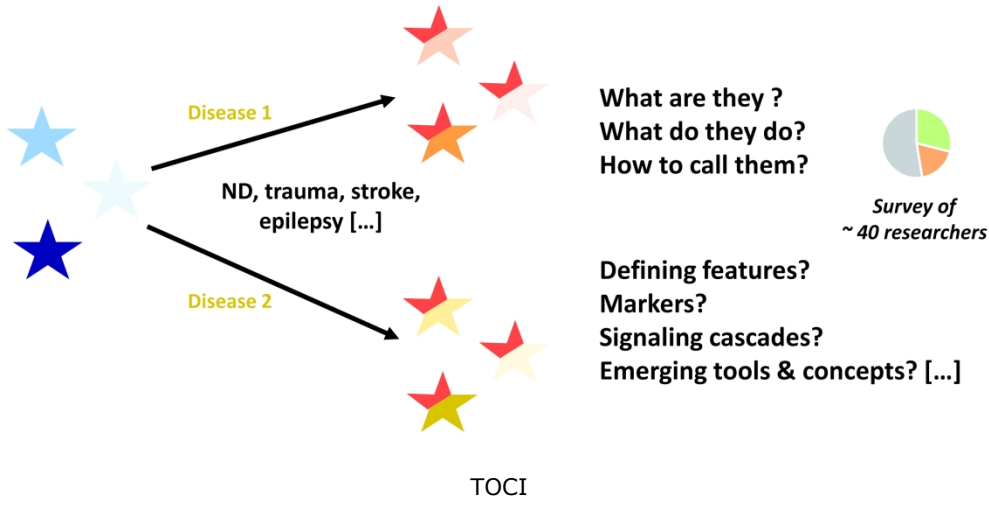 Disease 1
ND, trauma, stroke,
epilepsy [...]
Disease 2
What are they ?
What do they do?
How to call them?
Survey of
~ 40 researchers
Defining features?
Markers?
Signaling cascades?
Emerging tools & concepts? [...]
TOCI